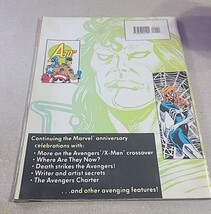 Continuing the Marvel anniversary
celebrations with:
• More on the Avengers/X-Men crossover
• Where Are They Now?
• Death strikes the Avengers!
• Writer and artist secrets
• The Avengers Charter
...and other avenging features!